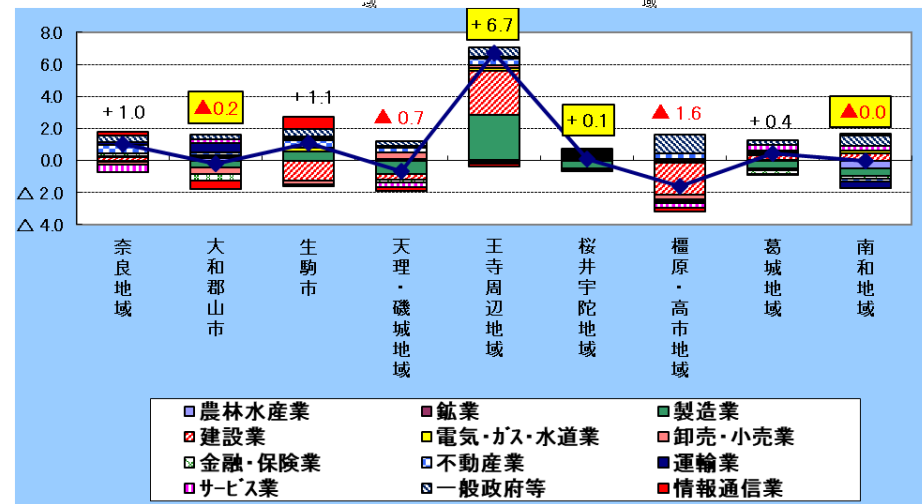 域 域
8.0
6.0
4.0
2.0
0.0
△ 2.0
△ 4.0
+1.0
▲0.2
+1.1
▲0.7
+6.7
+0.1
▲1.6
+0.4
▲0.0
奈良地域
大和郡山市
生駒市
天理・磯城地域
王寺周辺地域
桜井宇陀地域
橿原・高市地域
葛城地域
南和地域
農林水産業 鉱業 製造業
建設業 電気・ガス・水道業 卸売・小売業
金融・保険業 不動産業 運輸業
サービス業 一般政府等 情報通信業